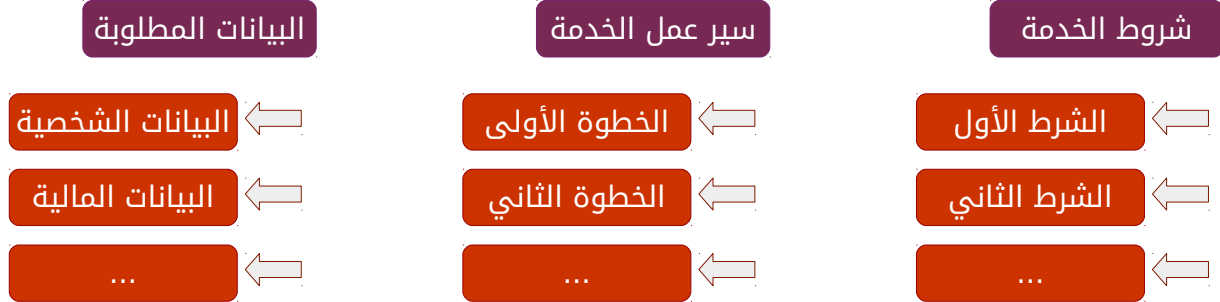 شروط الخدمة
الشرط الأول
الشرط الثاني
...
سير عمل الخدمة
الخطوة الأولى
الخطوة الثاني
...
البيانات المطلوبة
البيانات الشخصية
البيانات المالية
...